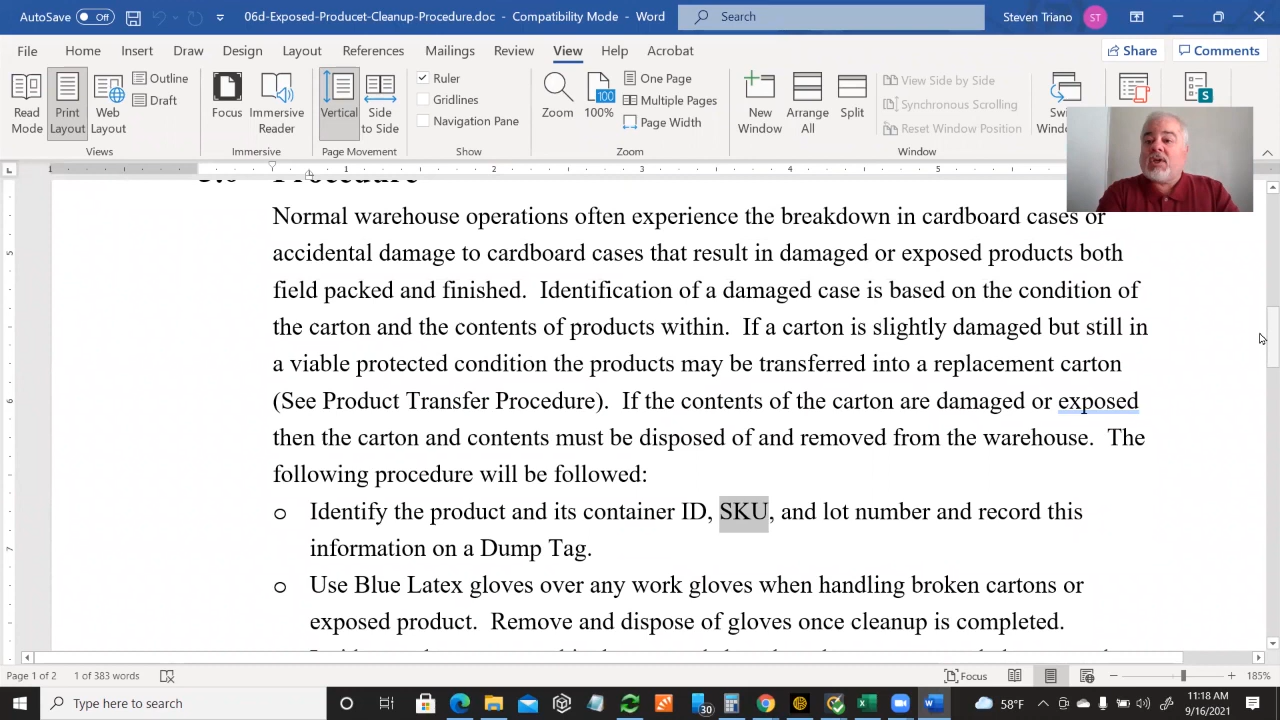 AutoSave Off
06d-Exposed-Producet-Cleanup-Procedure.doc - Compatibility Mode - Word
Search
Steven Triano ST
File Home Insert Draw Design Layout References Mailings Review View Help Acrobat
Share Comments
Read Mode
Print Layout
Web Layout
Outline
Draft
Views
Focus
Immersive Reader
Immersive
Vertical
Side to Side
Page Movement
Ruler
Gridlines
Navigation Pane
Show
Zoom
100
100%
One Page
Multiple Pages
Page Width
Zoom
New Window
Arrange All
Split
View Side by Side
Synchronous Scrolling
Reset Window Position
Window
S
1 1 2 3 4 5
Procedure
Normal warehouse operations often experience the breakdown in cardboard cases or
accidental damage to cardboard cases that result in damaged or exposed products both
field packed and finished. Identification of a damaged case is based on the condition of
the carton and the contents of products within. If a carton is slightly damaged but still in
a viable protected condition the products may be transferred into a replacement carton
(See Product Transfer Procedure). If the contents of the carton are damaged or exposed
then the carton and contents must be disposed of and removed from the warehouse. The
following procedure will be followed:
o Identify the product and its container ID, SKU, and lot number and record this
information on a Dump Tag.
o Use Blue Latex gloves over any work gloves when handling broken cartons or
exposed product. Remove and dispose of gloves once cleanup is completed.
5
6
7
Page 1 of 2 1 of 383 words
Focus
185%
Type here to search
30
58°F
11:18 AM
9/16/2021